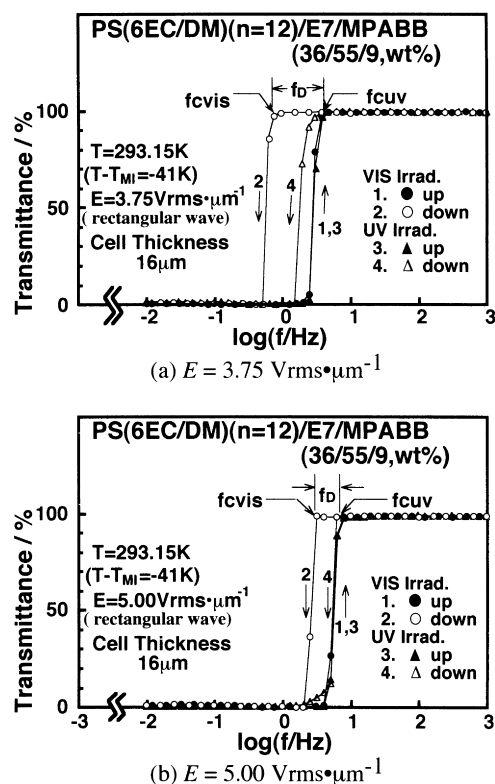 PS(6EC/DM)(n=12)/E7/MPABB
(36/55/9,wt%)
fD
fcvis
fcuv
100
50
0
Transmittance / %
T=293.15K
(T-TMI=-41K)
E=3.75Vrms•μm-1
( rectangular wave)
Cell Thickness
16μm
2
4
1,3
VIS Irrad.
1. ● up
2. ○ down
UV Irrad.
3. ▲ up
4. △ down
-2 -1 0 1 2 3
log(f/Hz)
(a) E = 3.75 Vrms•μm-1
PS(6EC/DM)(n=12)/E7/MPABB
(36/55/9,wt%)
fD
fcvis
fcuv
100
50
0
Transmittance / %
T=293.15K
(T-TMI=-41K)
E=5.00Vrms•μm-1
( rectangular wave)
Cell Thickness
16μm
2
4
1,3
VIS Irrad.
1. ● up
2. ○ down
UV Irrad.
3. ▲ up
4. △ down
-3 -2 -1 0 1 2 3
log(f/Hz)
(b) E = 5.00 Vrms•μm-1